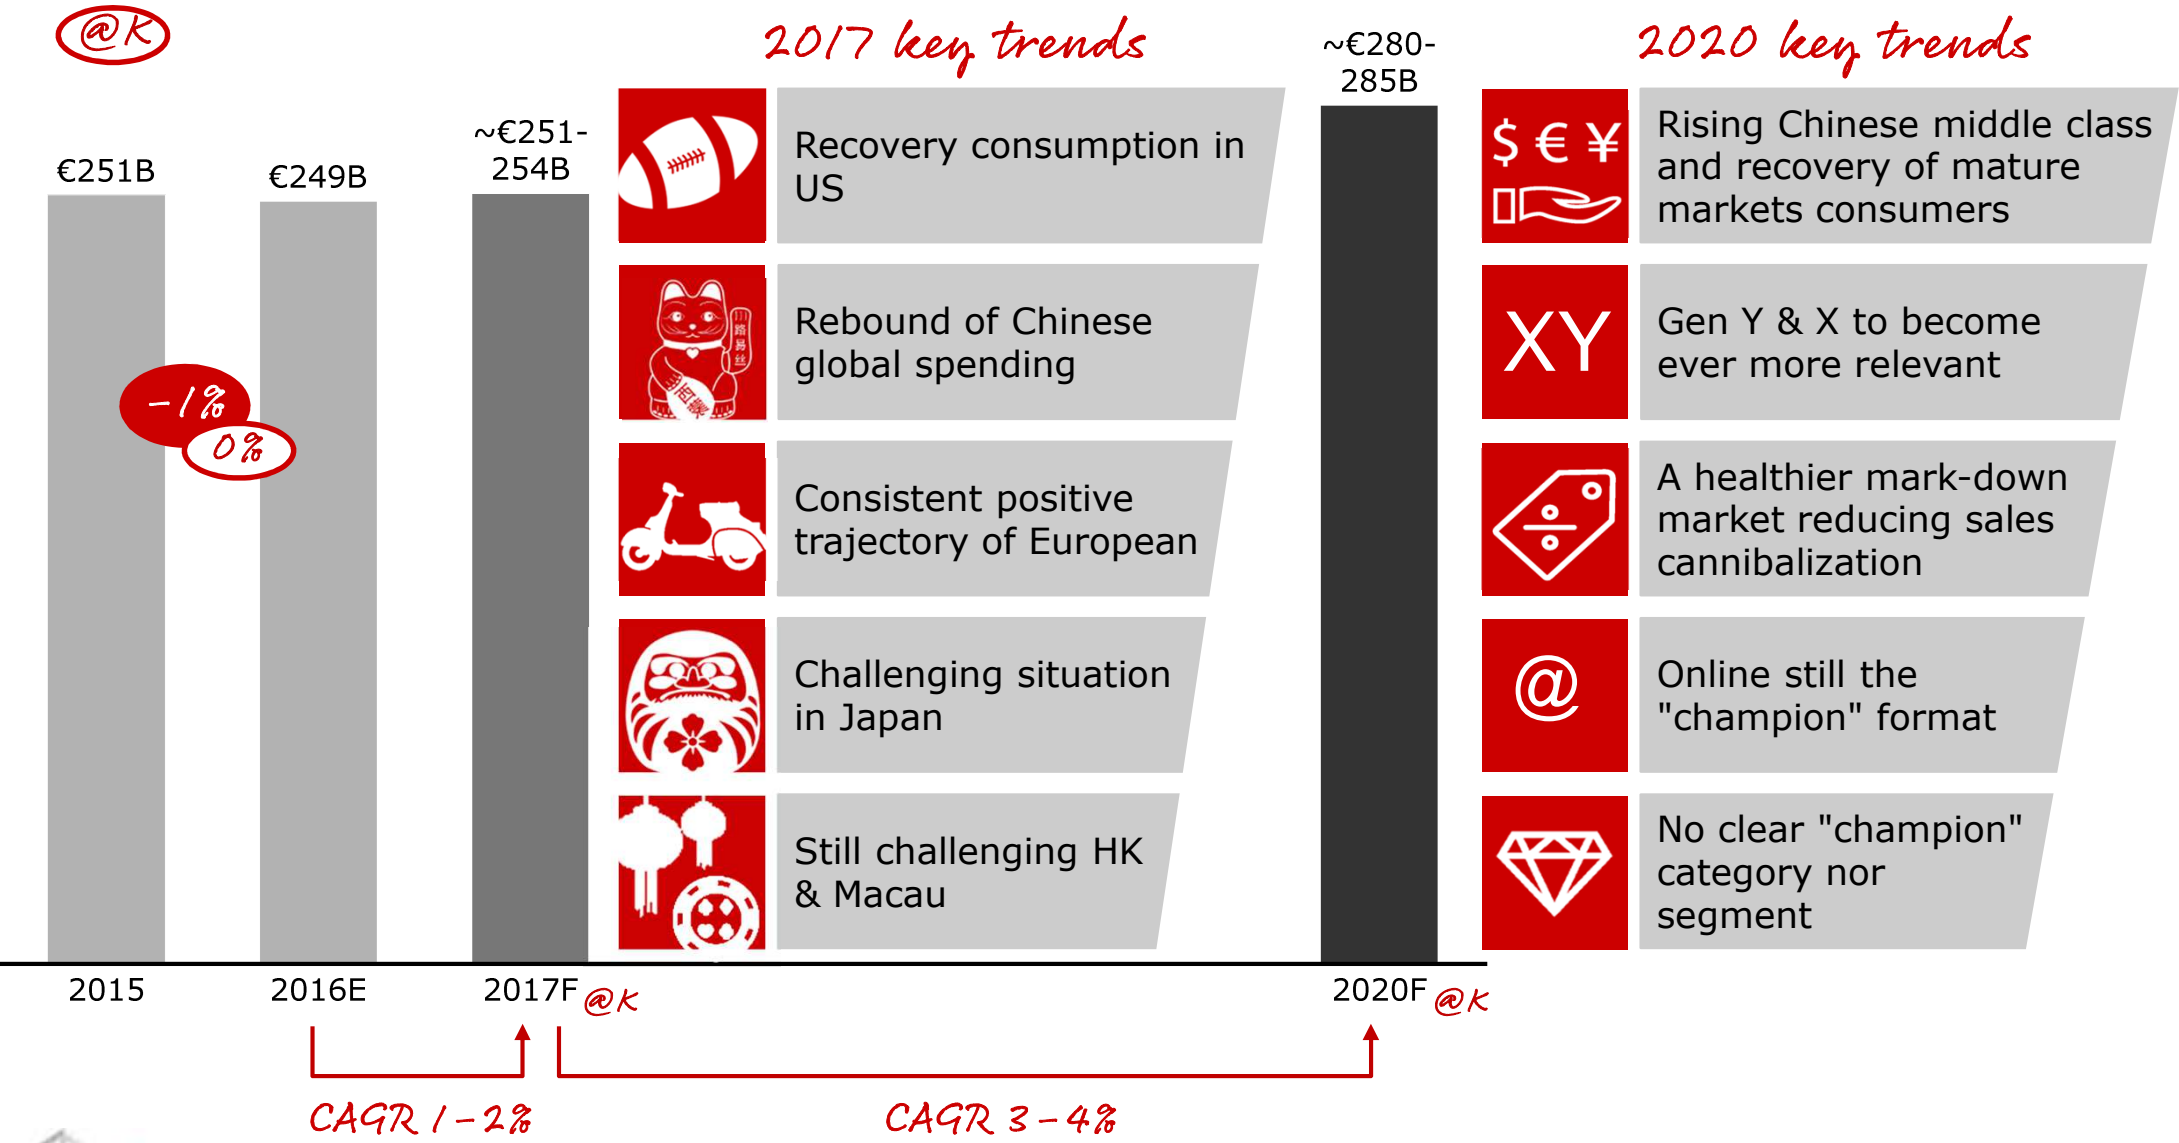 @K
2017 key trends
~€280-
285B
2020 key trends
€251B
€249B
~€251-
254B
-1%
0%
Recovery consumption in
US
Rebound of Chinese
global spending
Consistent positive
trajectory of European
Challenging situation
in Japan
Still challenging HK
& Macau
$ € ¥
Rising Chinese middle class
and recovery of mature
markets consumers
XY
Gen Y & X to become
ever more relevant
A healthier mark-down
market reducing sales
cannibalization
@
Online still the
"champion" format
No clear "champion"
category nor
segment
2015
2016E
2017F @K
2020F @K
CAGR 1-2%
CAGR 3-4%